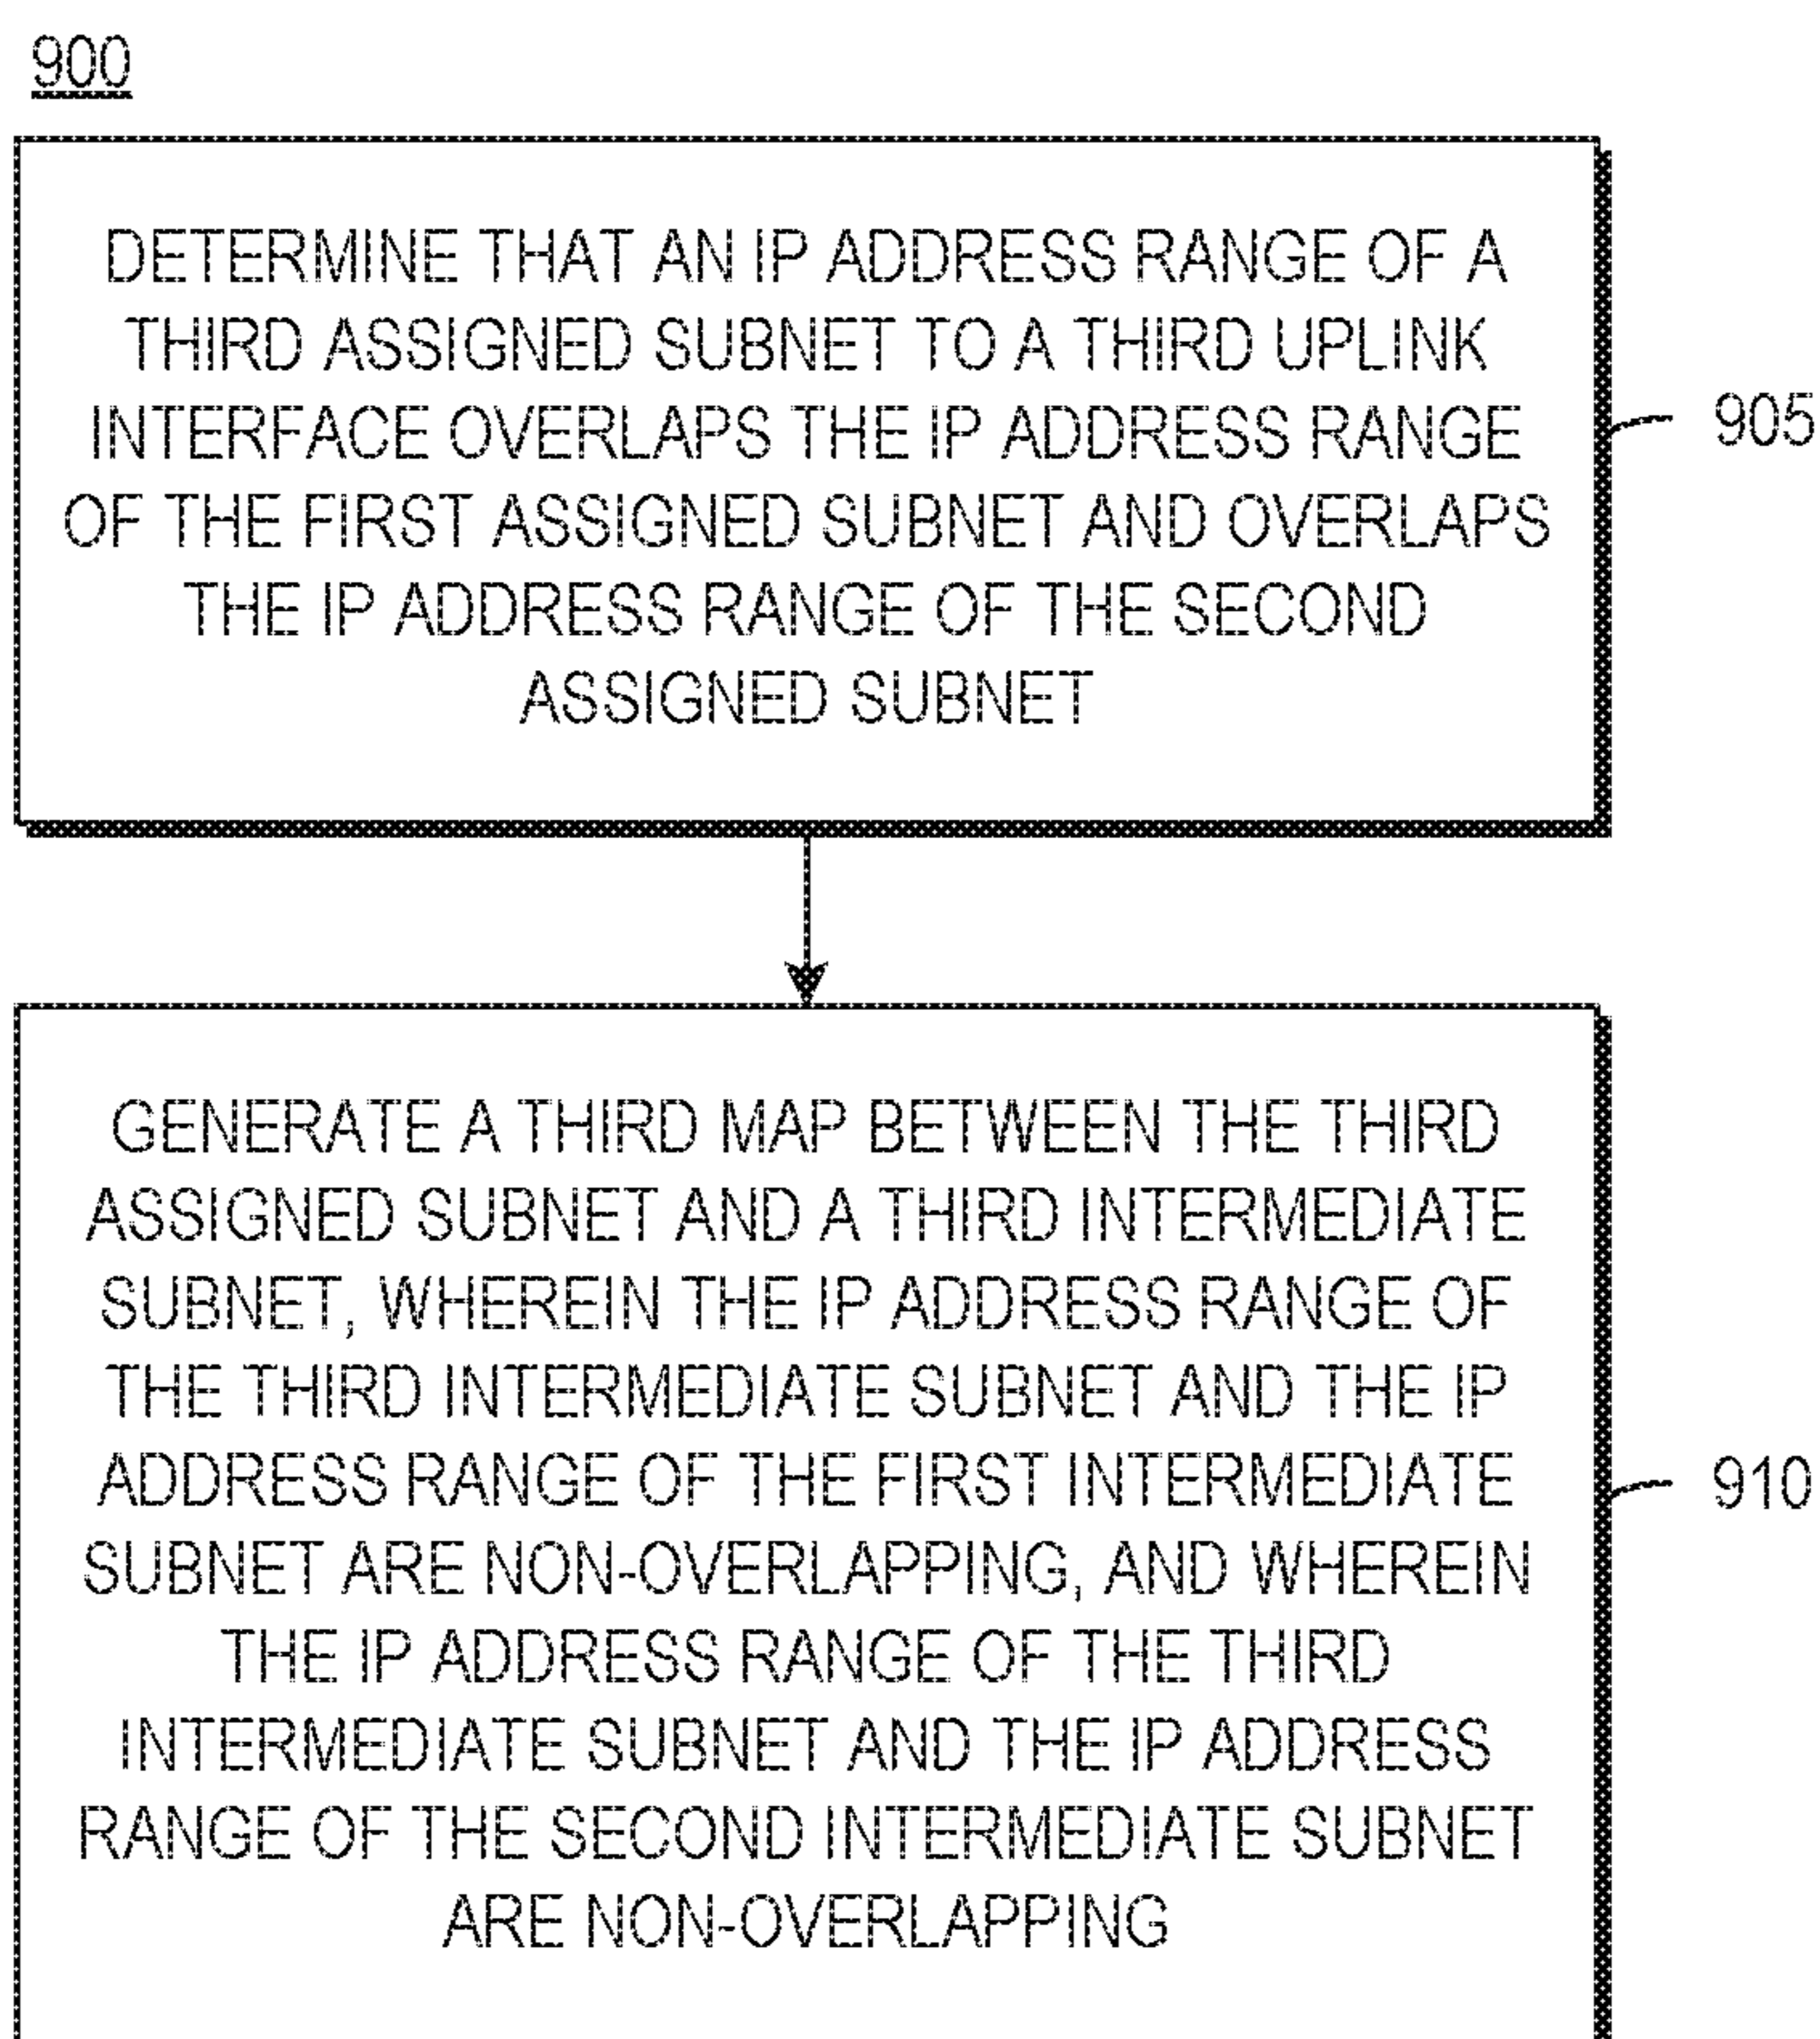 900
DETERMINE THAT AN IP ADDRESS RANGE OF A
THIRD ASSIGNED SUBNET TO A THIRD UPLINK
INTERFACE OVERLAPS THE IP ADDRESS RANGE
OF THE FIRST ASSIGNED SUBNET AND OVERLAPS
THE IP ADDRESS RANGE OF THE SECOND
ASSIGNED SUBNET
905
GENERATE A THIRD MAP BETWEEN THE THIRD
ASSIGNED SUBNET AND A THIRD INTERMEDIATE
SUBNET, WHEREIN THE IP ADDRESS RANGE OF
THE THIRD INTERMEDIATE SUBNET AND THE IP
ADDRESS RANGE OF THE FIRST INTERMEDIATE
SUBNET ARE NON-OVERLAPPING, AND WHEREIN
THE IP ADDRESS RANGE OF THE THIRD
INTERMEDIATE SUBNET AND THE IP ADDRESS
RANGE OF THE SECOND INTERMEDIATE SUBNET
ARE NON-OVERLAPPING
910